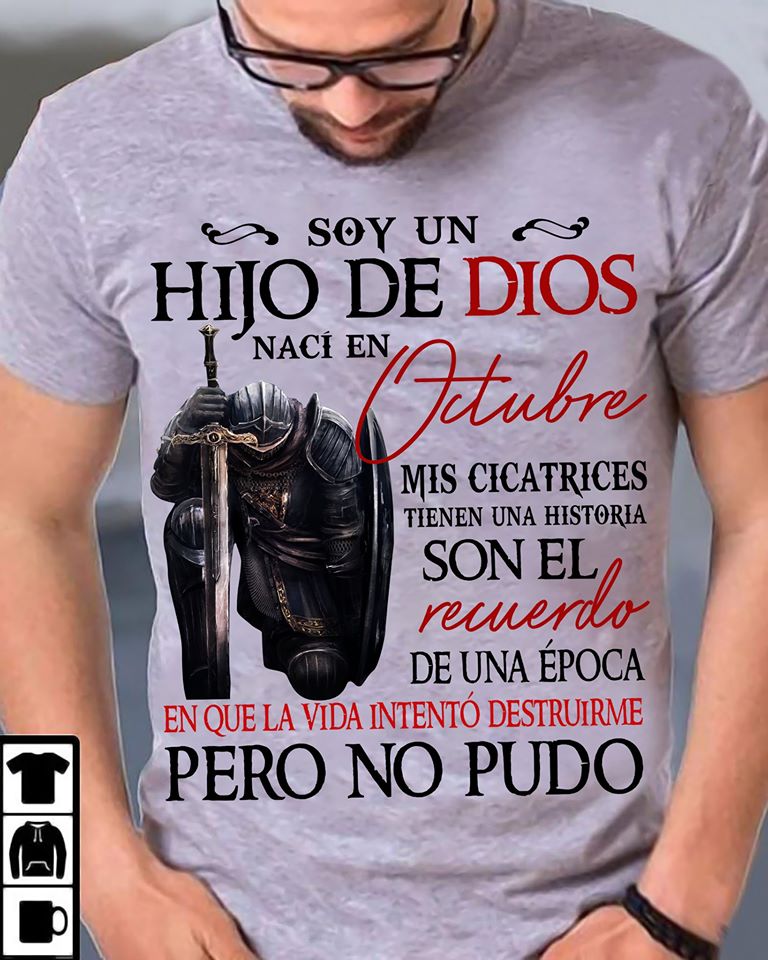 SOY UN
HIJO DE DIOS
NACÍ EN
Octubre
MIS CICATRICES
TIENEN UNA HISTORIA
SON EL
recuerdo
DE UNA ÉPOCA
EN QUE LA VIDA INTENTÓ DESTRUIRME
PERO NO PUDO